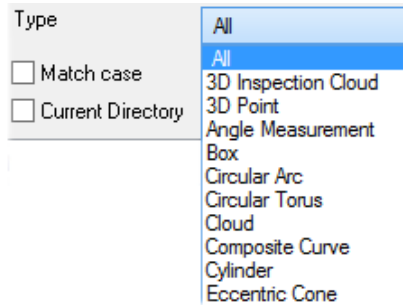 Type
All
Match case
Current Directory
All
3D Inspection Cloud
3D Point
Angle Measurement
Box
Circular Arc
Circular Torus
Cloud
Composite Curve
Cylinder
Eccentric Cone